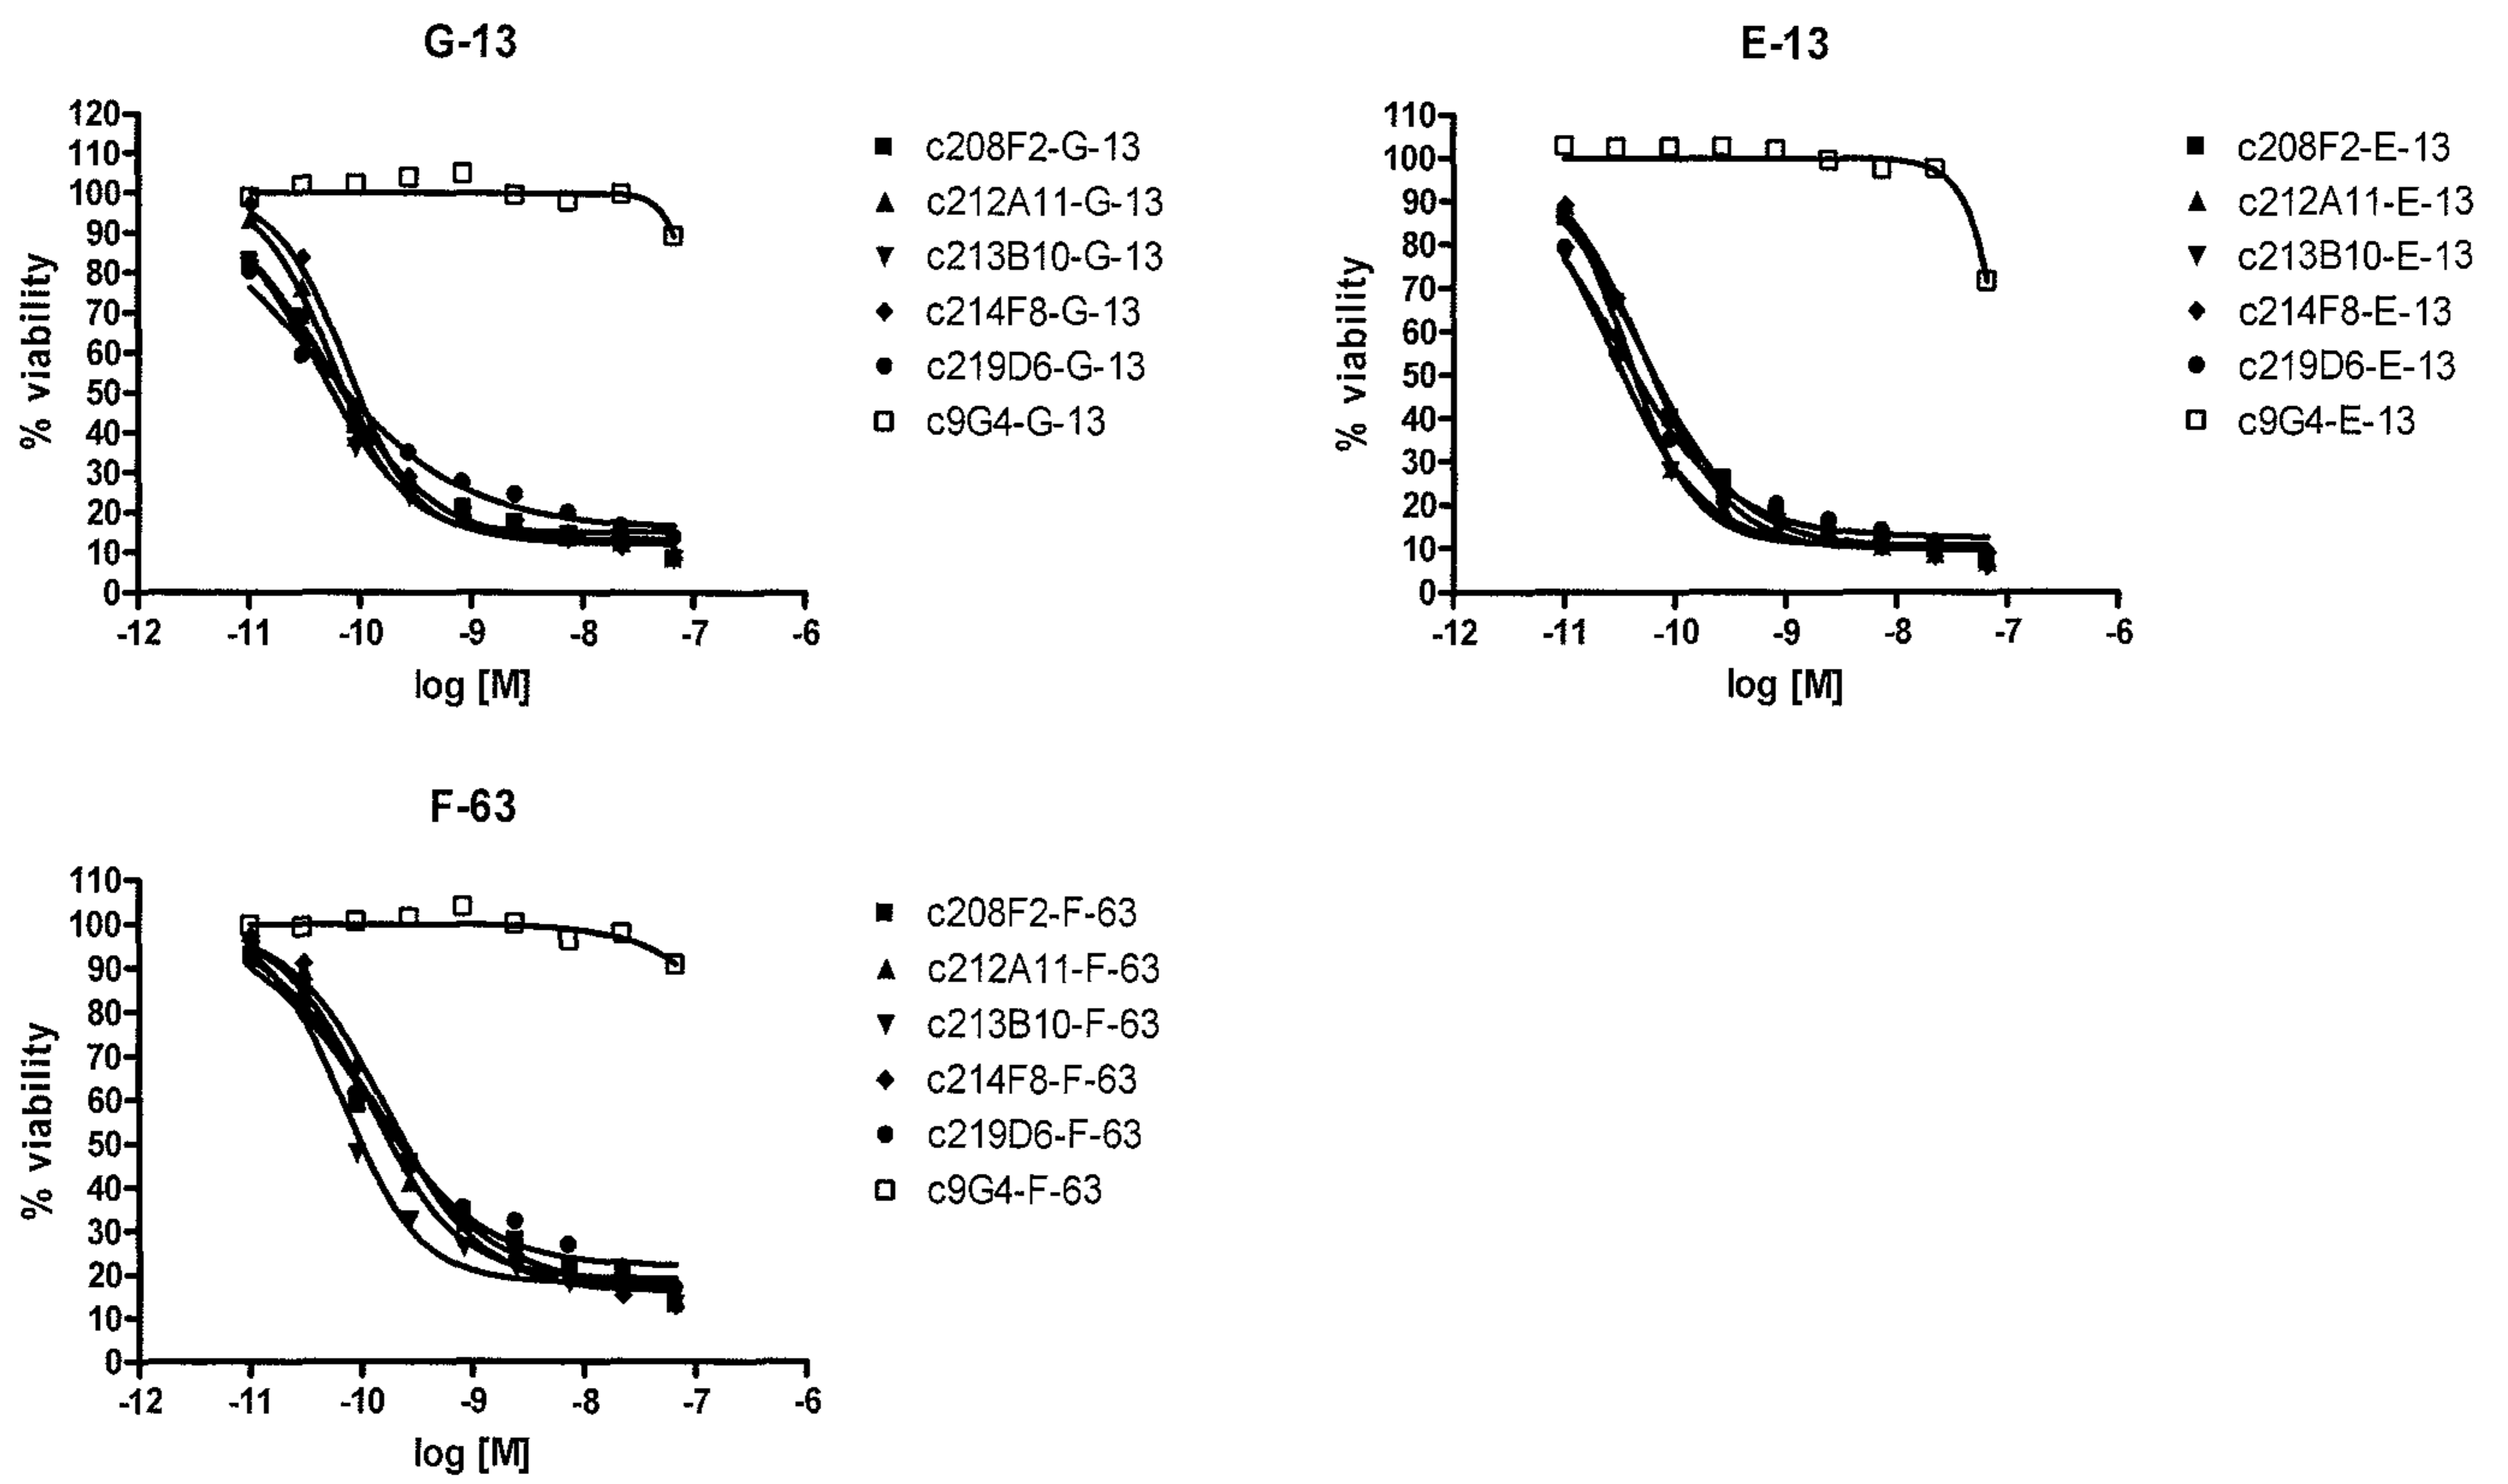 G-13
120
110
100
90
80
70
60
50
40
30
20
10
0
% viability
-12 -11 -10 -9 -8 -7 -6
log [M]
c208F2-G-13
c212A11-G-13
c213B10-G-13
c214F8-G-13
c219D6-G-13
c9G4-G-13
E-13
110
100
90
80
70
60
50
40
30
20
10
0
% viability
-12 -11 -10 -9 -8 -7 -6
log [M]
c208F2-E-13
c212A11-E-13
c213B10-E-13
c214F8-E-13
c219D6-E-13
c9G4-E-13
F-63
110
100
90
80
70
60
50
40
30
20
10
0
% viability
-12 -11 -10 -9 -8 -7 -6
log [M]
c208F2-F-63
c212A11-F-63
c213B10-F-63
c214F8-F-63
c219D6-F-63
c9G4-F-63